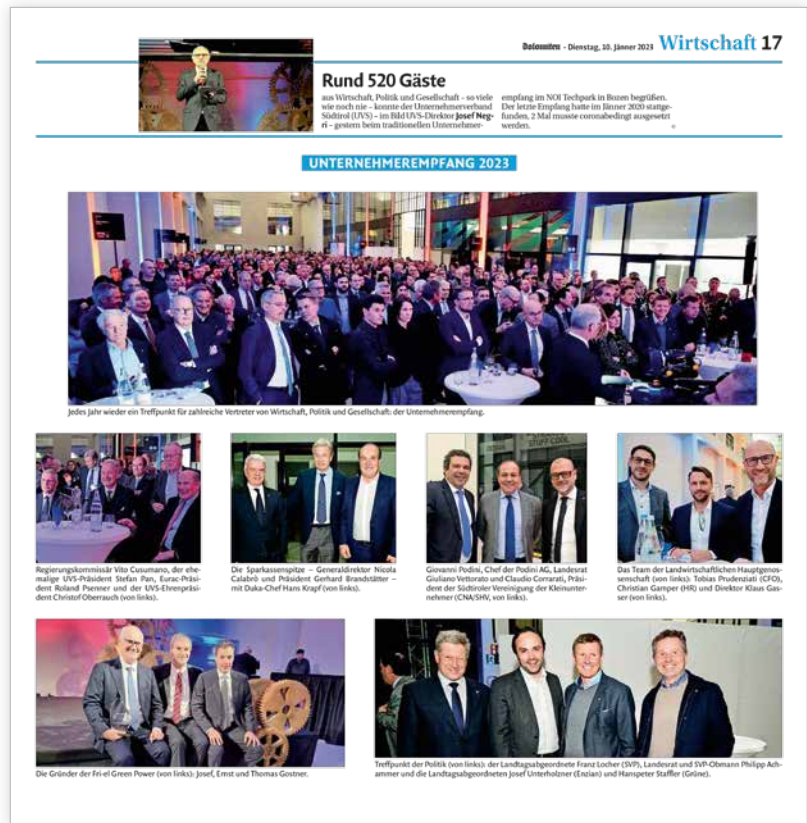 Dolomiten - Dienstag, 10. Jänner 2023 Wirtschaft 17
Rund 520 Gäste
aus Wirtschaft, Politik und Gesellschaft – so viele
wie noch nie – konnte der Unternehmerverband
Südtirol (UVS) – im Bild UVS-Direktor Josef Neg-
ri – gestern beim traditionellen Unternehmer-
empfang im NOI Techpark in Bozen begrüßen.
Der letzte Empfang hatte im Jänner 2020 stattge-
funden, 2 Mal musste coronabedingt ausgesetzt
werden.
UNTERNEHMEREMPFANG 2023
Jedes Jahr wieder ein Treffpunkt für zahlreiche Vertreter von Wirtschaft, Politik und Gesellschaft: der Unternehmerempfang.
Regierungskommissär Vito Cusumano, der ehe-
malige UVS-Präsident Stefan Pan, Eurac-Präsi-
dent Roland Psenner und der UVS-Ehrenpräsi-
dent Christof Oberrauch (von links).
Die Sparkassenspitze – Generaldirektor Nicola
Calabrò und Präsident Gerhard Brandstätter –
mit Duka-Chef Hans Krapf (von links).
STUFF COOL
Giovanni Podini, Chef der Podini AG, Landesrat
Giuliano Vettorato und Claudio Corrarati, Präsi-
dent der Südtiroler Vereinigung der Kleinunter-
nehmer (CNA/SHV, von links).
Das Team der Landwirtschaftlichen Hauptgenos-
senschaft (von links): Tobias Prudenziati (CFO),
Christian Gamper (HR) und Direktor Klaus Gas-
ser (von links).
Die Gründer der Fri-el Green Power (von links): Josef, Ernst und Thomas Gostner.
Treffpunkt der Politik (von links): der Landtagsabgeordnete Franz Locher (SVP), Landesrat und SVP-Obmann Philipp Ach-
ammer und die Landtagsabgeordneten Josef Unterholzner (Enzian) und Hanspeter Staffler (Grüne).